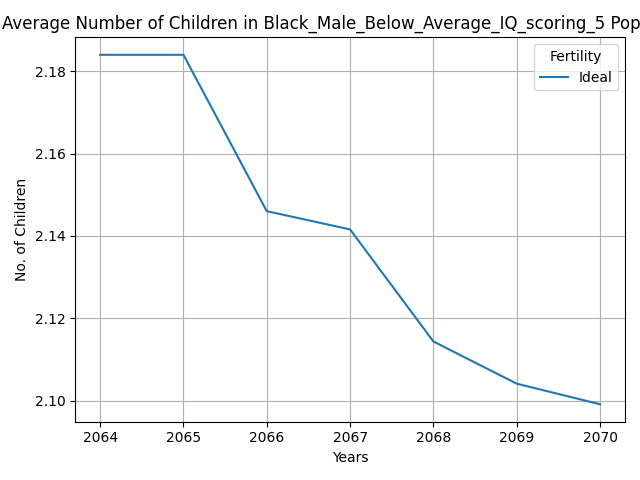 Average Number of Children in Black_Male_Below_Average_IQ_scoring_5 Pop
Fertility
Ideal
No. of Children
2.18
2.16
2.14
2.12
2.10
2064 2065 2066 2067 2068 2069 2070
Years